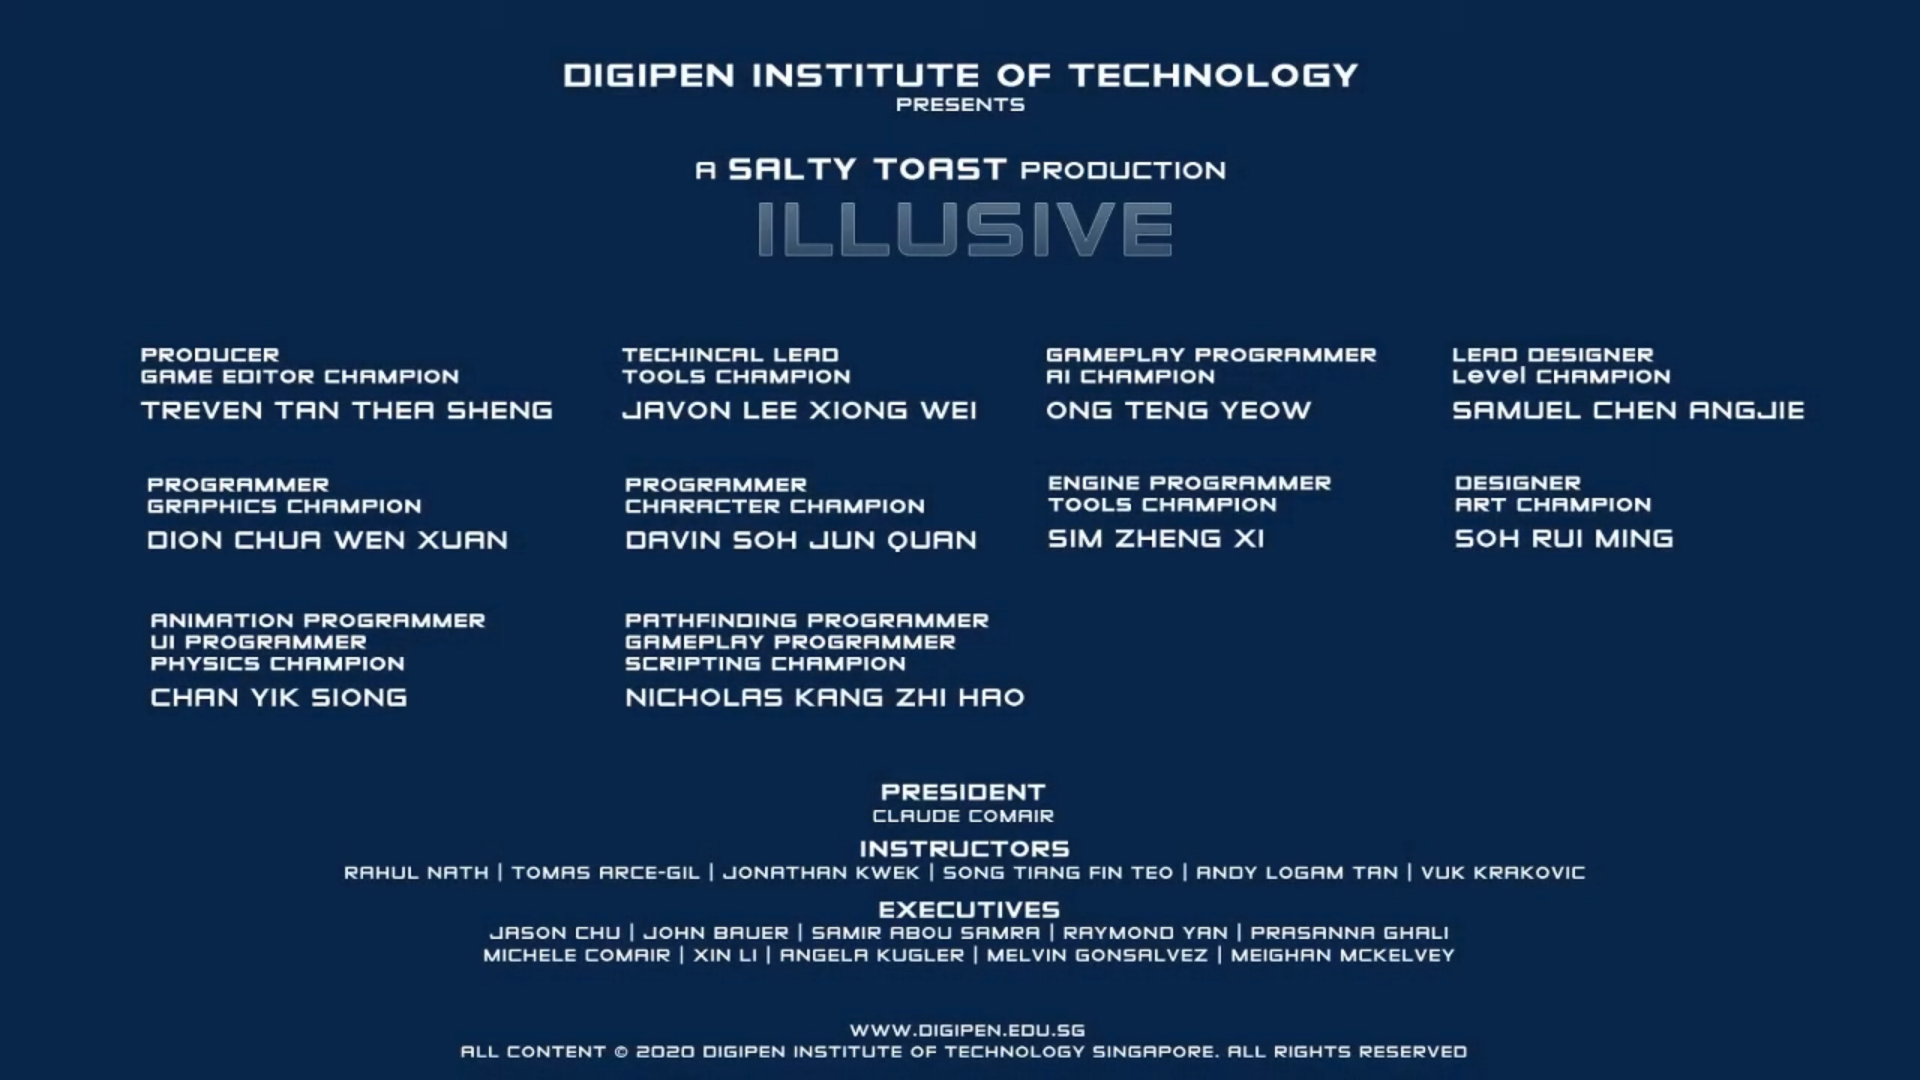 DIGIPEN INSTITUTE OF TECHNOLOGY
PRESENTS
A SALTY TOAST PRODUCTION
ILLUSIVE
PRODUCER
GAME EDITOR CHAMPION
TREVEN TAN THEA SHENG
TECHINCAL LEAD
TOOLS CHAMPION
JAVON LEE XIONG WEI
GAMEPLAY PROGRAMMER
AI CHAMPION
ONG TENG YEOW
LEAD DESIGNER
Level CHAMPION
SAMUEL CHEN ANGJIE
PROGRAMMER
GRAPHICS CHAMPION
DION CHUA WEN XUAN
PROGRAMMER
CHARACTER CHAMPION
DAVIN SOH JUN QUAN
ENGINE PROGRAMMER
TOOLS CHAMPION
SIM ZHENG XI
DESIGNER
ART CHAMPION
SOH RUI MING
ANIMATION PROGRAMMER
UI PROGRAMMER
PHYSICS CHAMPION
CHAN YIK SIONG
PATHFINDING PROGRAMMER
GAMEPLAY PROGRAMMER
SCRIPTING CHAMPION
NICHOLAS KANG ZHI HAO
PRESIDENT
CLAUDE COMAIR
INSTRUCTORS
RAHUL NATH | TOMAS ARCE-GIL | JONATHAN KWEK | SONG TIANG FIN TEO | ANDY LOGAM TAN | VUK KRAKOVIC
EXECUTIVES
JASON CHU | JOHN BAUER | SAMIR ABOU SAMRA | RAYMOND YAN | PRASANNA GHALI
MICHELE COMAIR | XIN LI | ANGELA KUGLER | MELVIN GONSALVEZ | MEIGHAN MCKELVEY
WWW.DIGIPEN.EDU.SG
ALL CONTENT © 2020 DIGIPEN INSTITUTE OF TECHNOLOGY SINGAPORE. ALL RIGHTS RESERVED